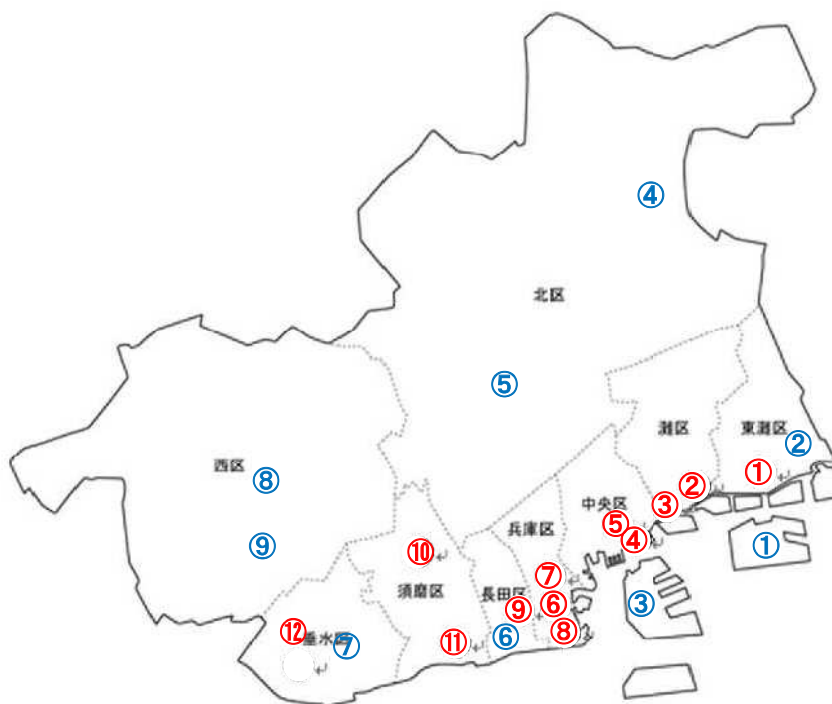 ④
北区
⑤
灘区
東灘区
②
①
西区
⑧
②
③
中央区
⑤
④
兵庫区
⑨
⑩
①
⑦
須磨区
長田区
⑨
⑥
③
⑫
垂水区
⑦
⑪
⑥
⑧